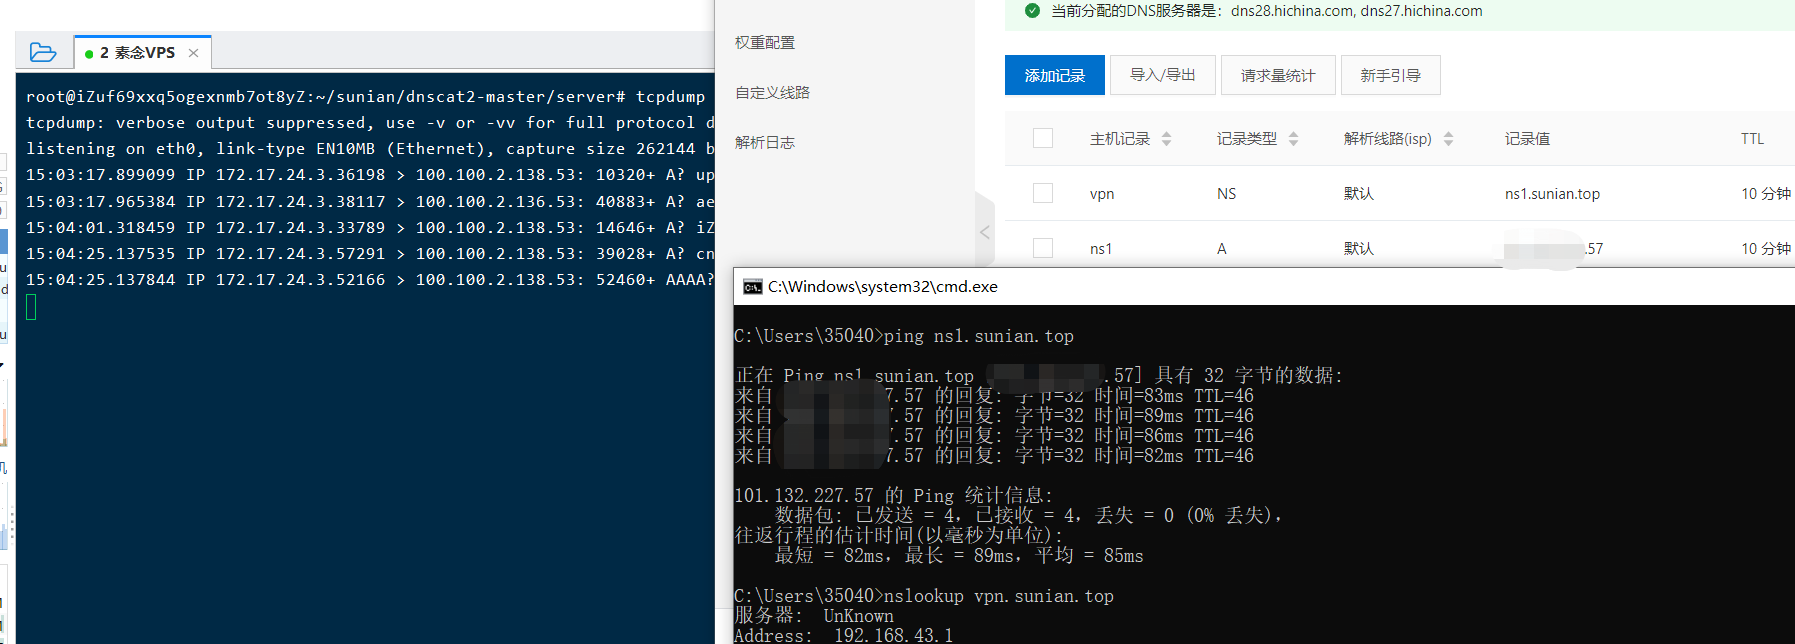 2 素念VPS
root@iZuf69xxq5ogexnmb7ot8yZ:~/sunian/dnscat2-master/server# tcpdump
tcpdump: verbose output suppressed, use -v or -vv for full protocol d
listening on eth0, link-type EN10MB (Ethernet), capture size 262144 b
15:03:17.899099 IP 172.17.24.3.36198 > 100.100.2.138.53: 10320+ A? up
15:03:17.965384 IP 172.17.24.3.38117 > 100.100.2.136.53: 40883+ A? ae
15:04:01.318459 IP 172.17.24.3.33789 > 100.100.2.138.53: 14646+ A? iZ
15:04:25.137535 IP 172.17.24.3.57291 > 100.100.2.138.53: 39028+ A? cn
15:04:25.137844 IP 172.17.24.3.52166 > 100.100.2.138.53: 52460+ AAAA?
权重配置
自定义线路
解析日志
当前分配的DNS服务器是： dns28.hichina.com, dns27.hichina.com
添加记录 导入/导出 请求量统计 新手引导
主机记录 记录类型 解析线路(isp) 记录值 TTL
vpn NS 默认 ns1.sunian.top 10 分钟
ns1 A 默认 .57 10 分钟
C:\Windows\system32\cmd.exe
C:\Users\35040>ping ns1.sunian.top
正在 Ping ns1.sunian.top .57] 具有 32 字节的数据:
来自 7.57 的回复: 字节=32 时间=83ms TTL=46
来自 7.57 的回复: 字节=32 时间=89ms TTL=46
来自 7.57 的回复: 字节=32 时间=86ms TTL=46
来自 7.57 的回复: 字节=32 时间=82ms TTL=46
101.132.227.57 的 Ping 统计信息:
数据包: 已发送 = 4，已接收 = 4，丢失 = 0 (0% 丢失)，
往返行程的估计时间(以毫秒为单位):
最短 = 82ms，最长 = 89ms，平均 = 85ms
C:\Users\35040>nslookup vpn.sunian.top
服务器: UnKnown
Address: 192.168.43.1